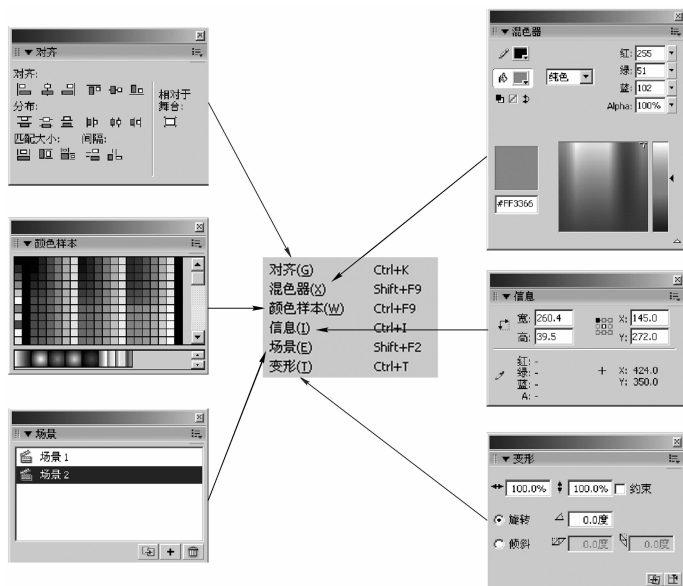 对齐
对齐:
分布:
匹配大小: 间隔:
相对于
舞台:
颜色样本
场景
场景 1
场景 2
对齐(G) Ctrl+K
混色器(X) Shift+F9
颜色样本(W) Ctrl+F9
信息(I) Ctrl+I
场景(E) Shift+F2
变形(T) Ctrl+T
混色器
纯色
红: 255
绿: 51
蓝: 102
Alpha: 100%
#FF3366
信息
宽: 260.4 X: 145.0
高: 39.5 Y: 272.0
红: -
绿: -
蓝: -
A: -
X: 424.0
Y: 350.0
变形
100.0% 100.0% 约束
旋转 0.0度
倾斜 0.0度 0.0度